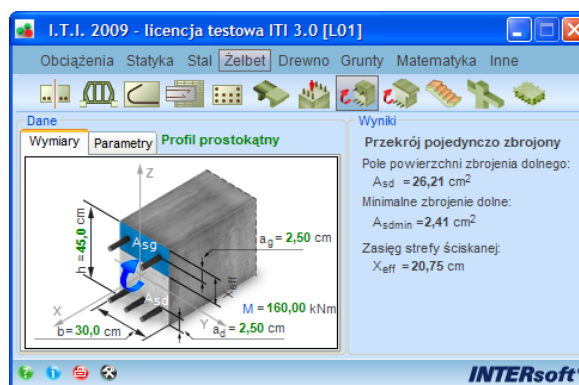 I.T.I. 2009 - licencja testowa ITI 3.0 [L01]
Obciążenia Statyka Stal Żelbet Drewno Grunty Matematyka Inne
Dane
Wymiary Parametry Profil prostokątny
Z
Asg
ag = 2,50 cm
h = 45,0 cm
Xeff
X
Asd
Y
M = 160,00 kNm
b = 30,0 cm
ad = 2,50 cm
Wyniki
Przekrój pojedynczo zbrojony
Pole powierzchni zbrojenia dolnego:
Asd = 26,21 cm2
Minimalne zbrojenie dolne:
Asdmin = 2,41 cm2
Zasięg strefy ściskanej:
Xeff = 20,75 cm
INTERsoft